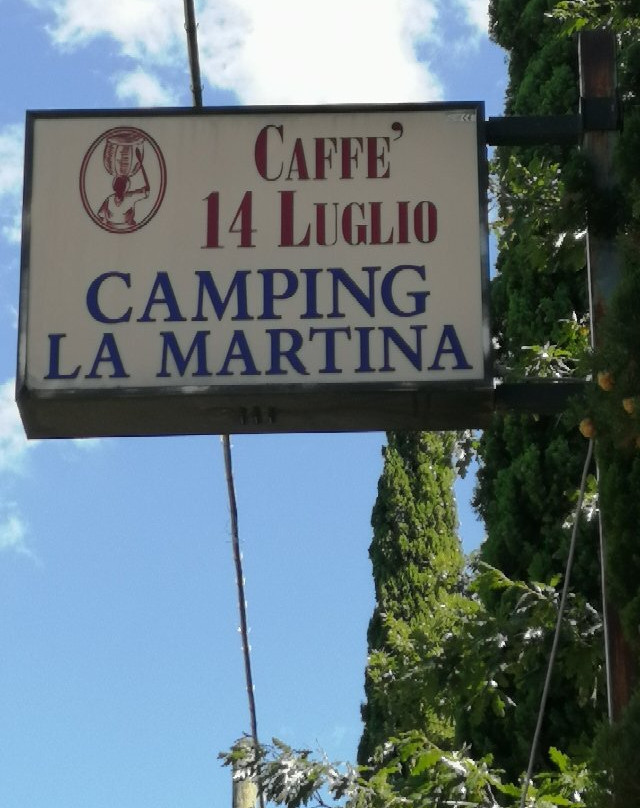 CAFFE'
14 LUGLIO
CAMPING
LA MARTINA